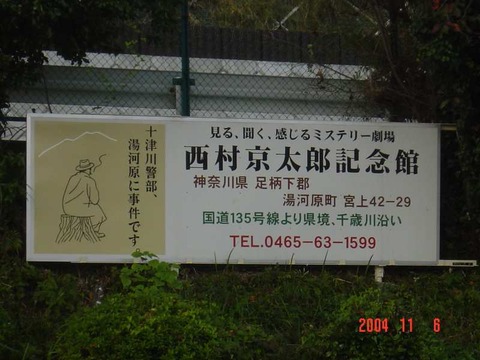 十津川警部、
湯河原に事件です。
見る、聞く、感じるミステリー劇場
西村京太郎記念館
神奈川県 足柄下郡
湯河原町 宮上42-29
国道135号線より県境、千歳川沿い
TEL.0465-63-1599
2004 11 6